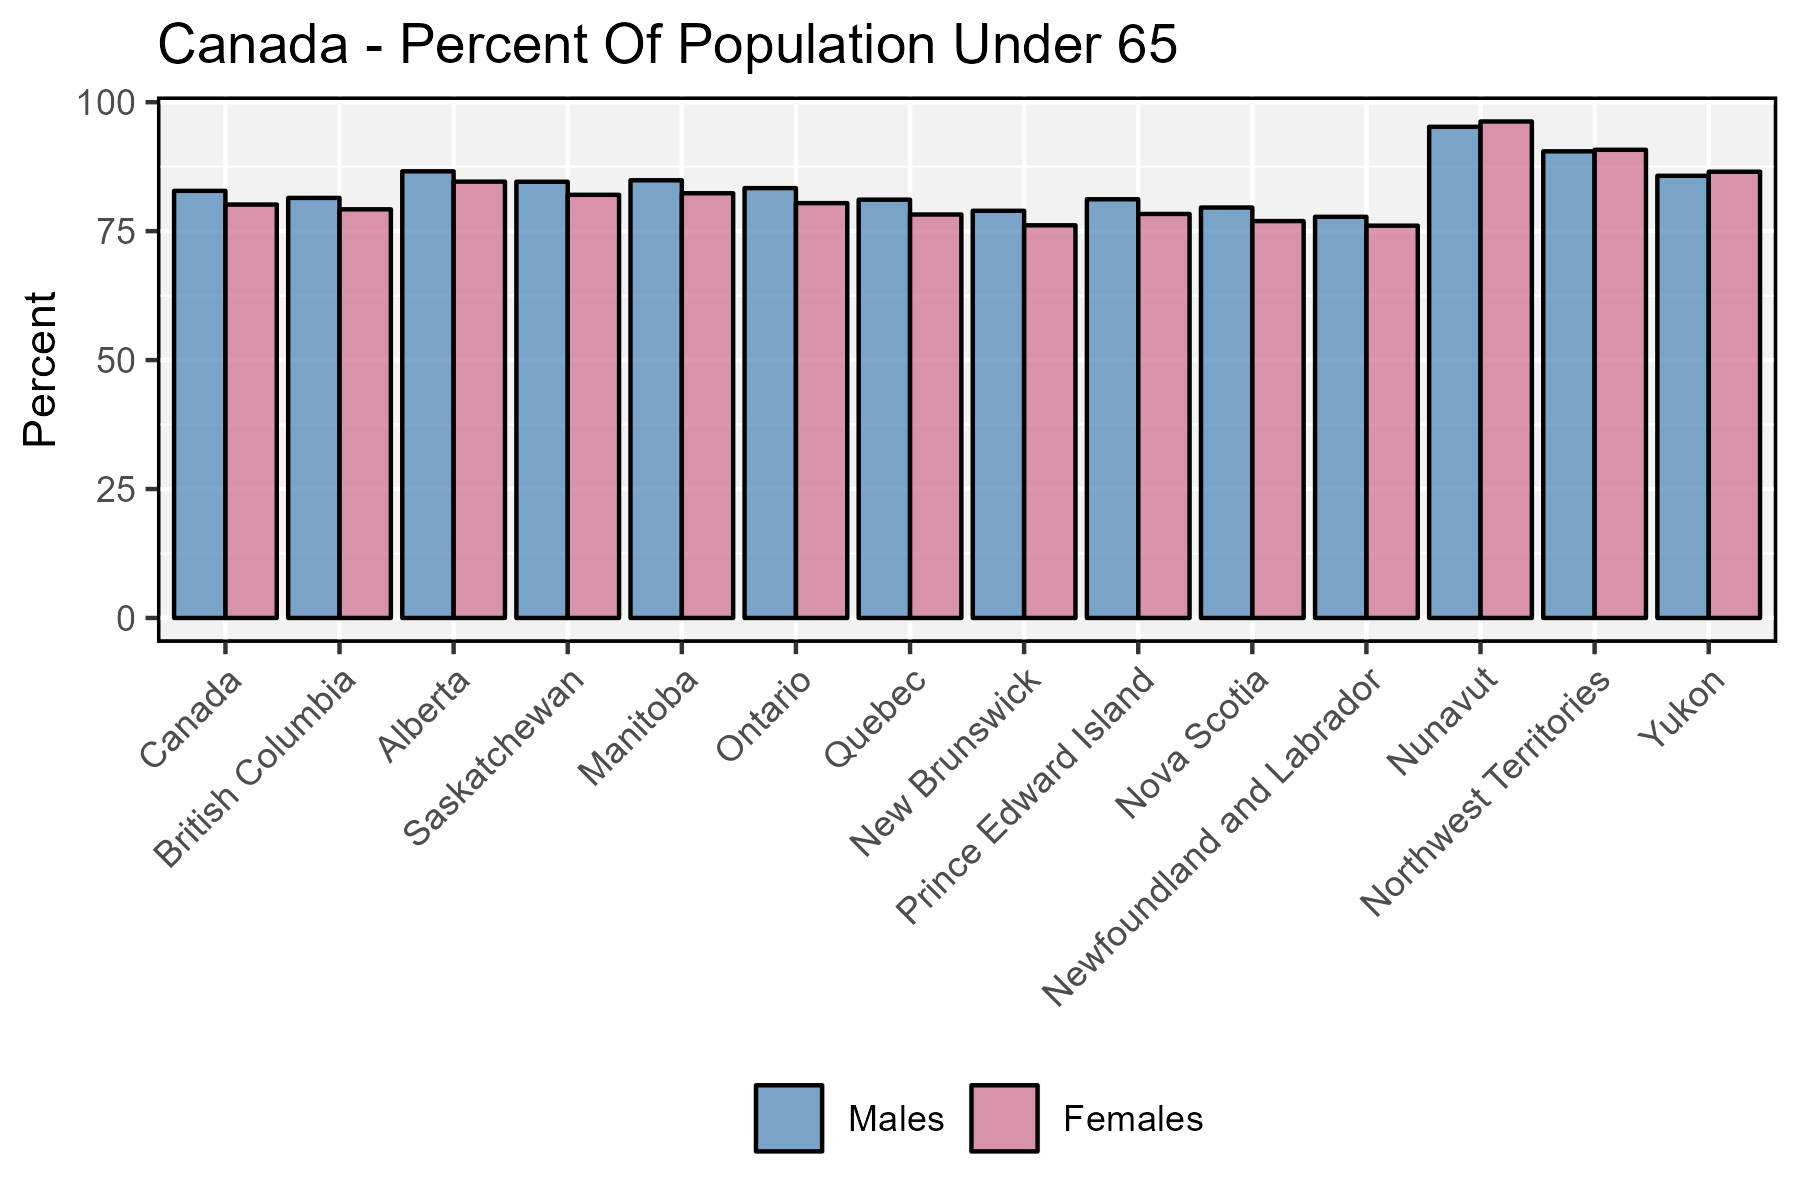 Canada - Percent Of Population Under 65
Percent
100
75
50
25
0
Canada
British Columbia
Alberta
Saskatchewan
Manitoba
Ontario
Quebec
New Brunswick
Prince Edward Island
Nova Scotia
Newfoundland and Labrador
Nunavut
Northwest Territories
Yukon
Males
Females